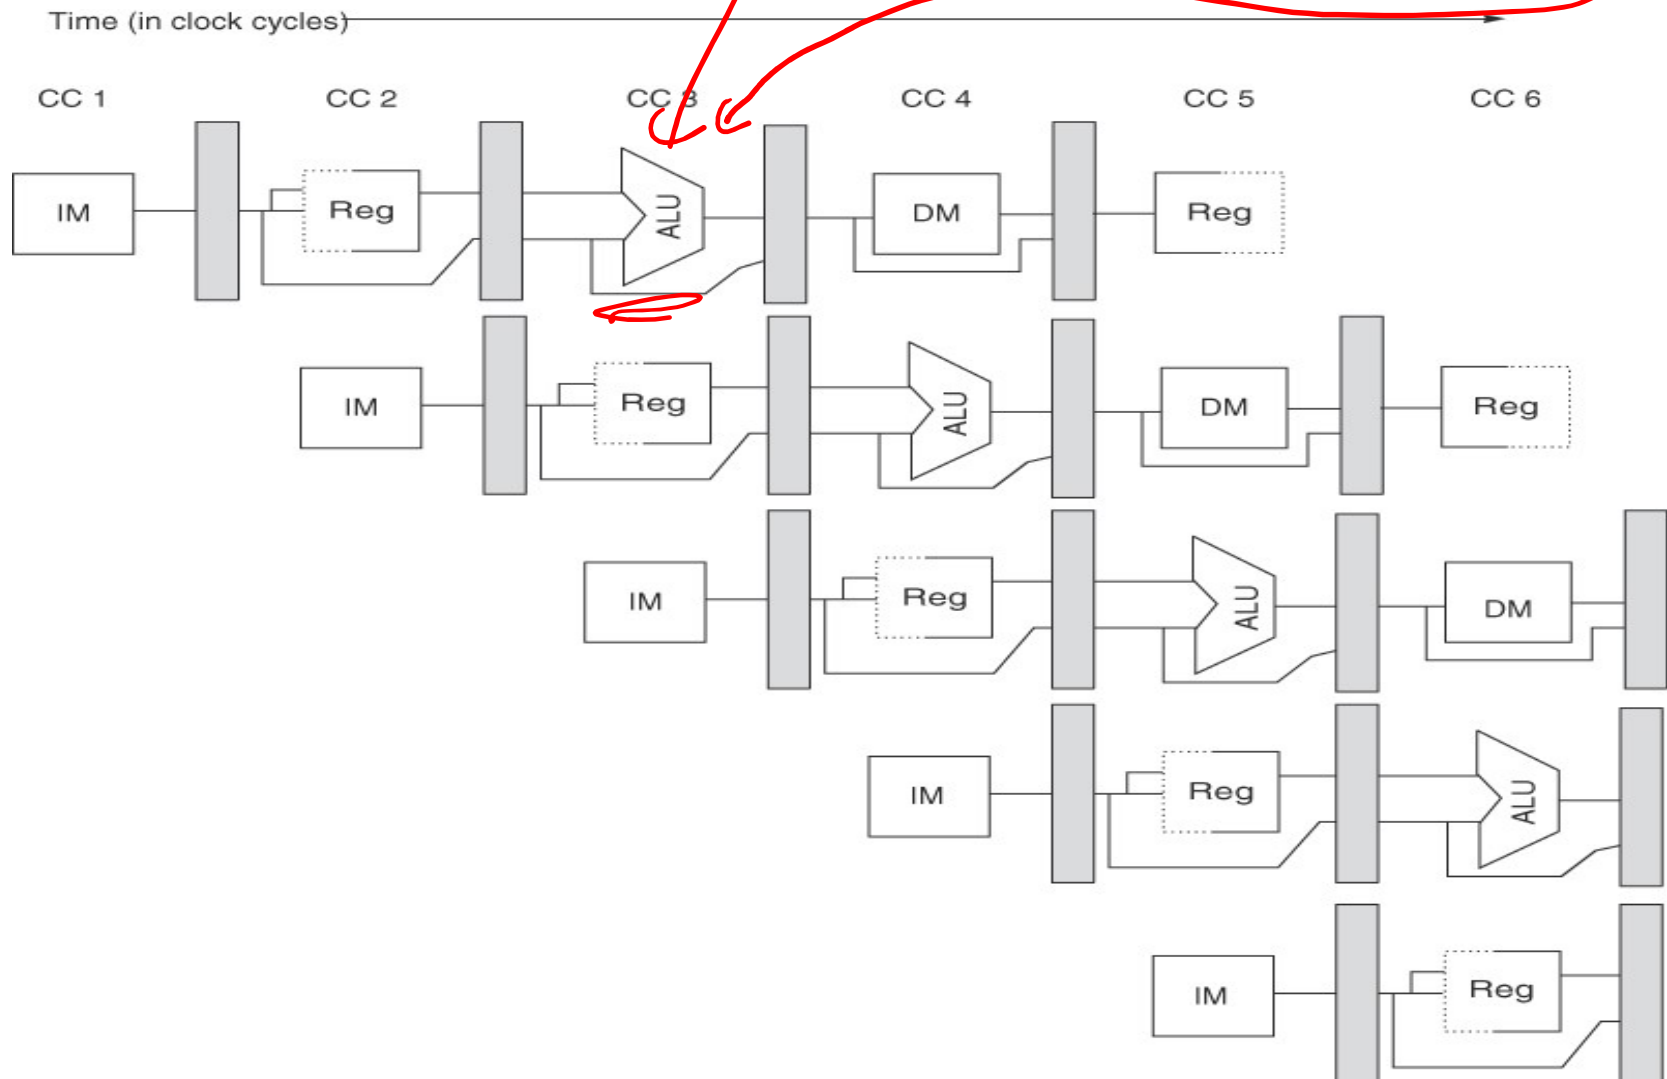 Time (in clock cycles)
CC 1 CC 2 CC 3 CC 4 CC 5 CC 6
IM Reg ALU DM Reg
IM Reg ALU DM Reg
IM Reg ALU DM
IM Reg ALU
IM Reg